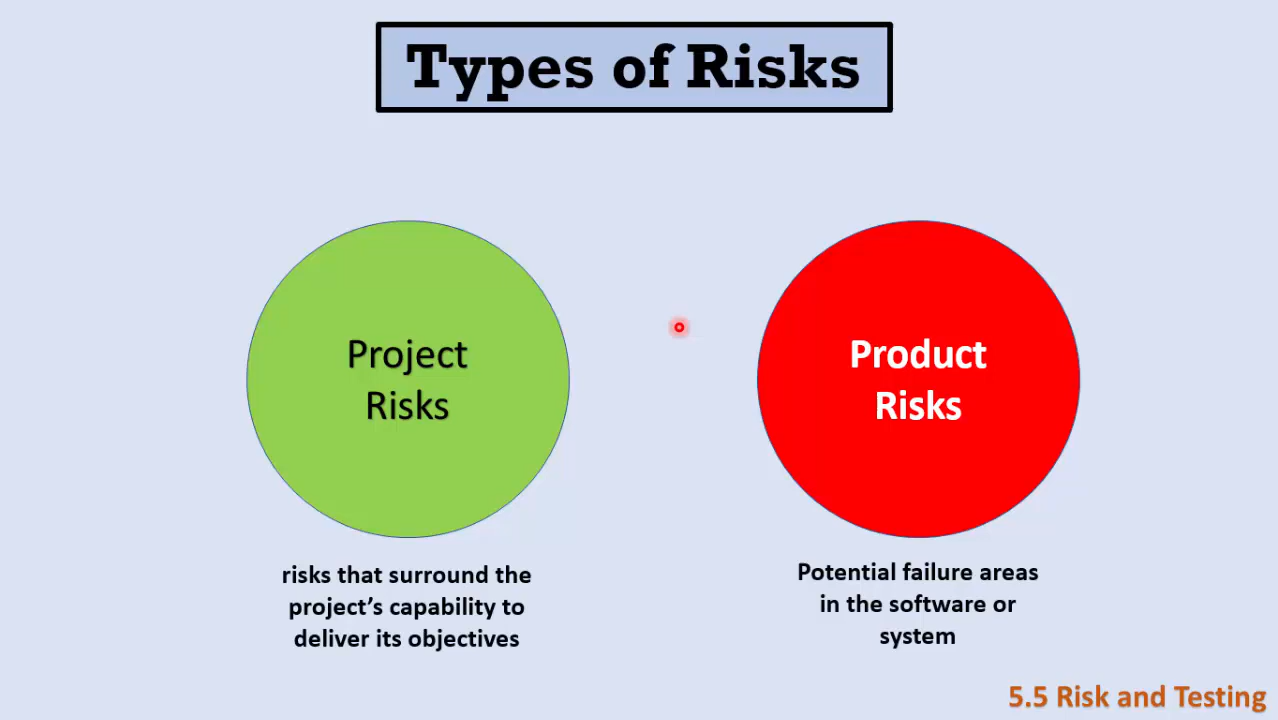 Types of Risks
Project
Risks
risks that surround the
project’s capability to
deliver its objectives
Product
Risks
Potential failure areas
in the software or
system
5.5 Risk and Testing